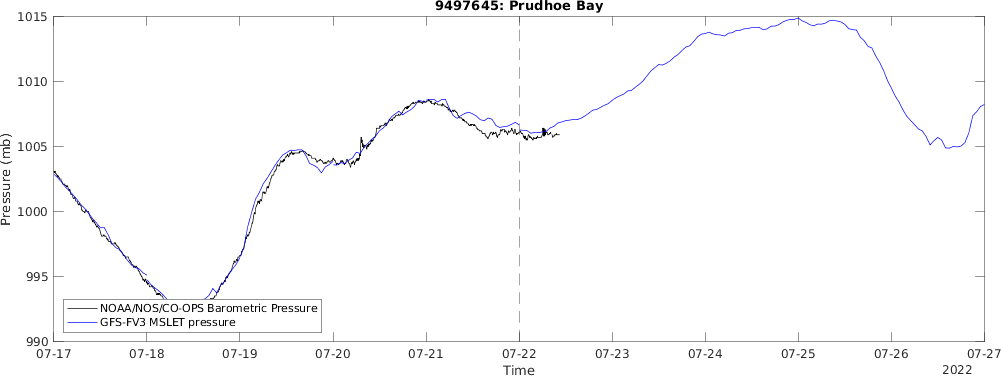 9497645: Prudhoe Bay
1015
1010
1005
1000
995
990
Pressure (mb)
NOAA/NOS/CO-OPS Barometric Pressure
GFS-FV3 MSLET pressure
07-17 07-18 07-19 07-20 07-21 07-22 07-23 07-24 07-25 07-26 07-27
Time
2022